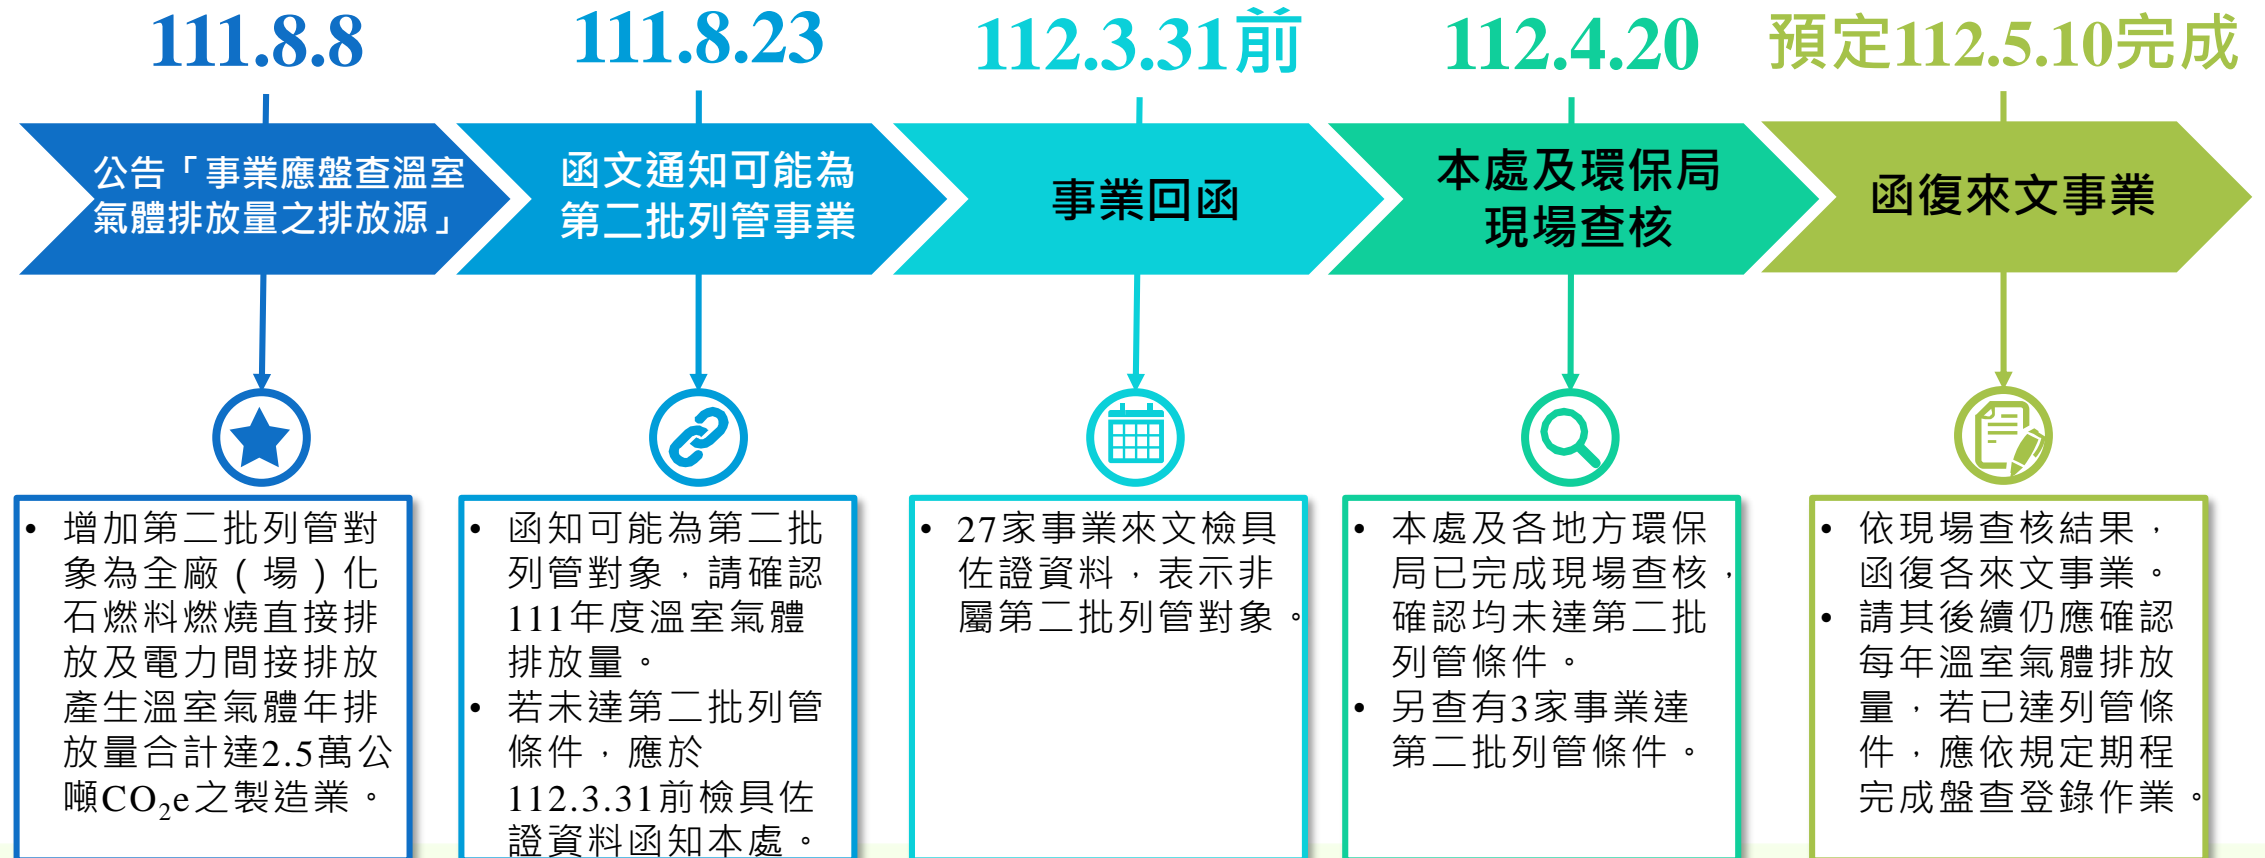 111.8.8
111.8.23
112.3.31前
112.4.20
預定112.5.10完成
公告「事業應盤查溫室
氣體排放量之排放源」
函文通知可能為
第二批列管事業
事業回函
本處及環保局
現場查核
函復來文事業
• 增加第二批列管對
象為全廠（場）化
石燃料燃燒直接排
放及電力間接排放
產生溫室氣體年排
放量合計達2.5萬公
噸CO₂e之製造業。
• 函知可能為第二批
列管對象，請確認
111年度溫室氣體
排放量。
• 若未達第二批列管
條件，應於
112.3.31前檢具佐
證資料函知本處。
• 27家事業來文檢具
佐證資料，表示非
屬第二批列管對象。
• 本處及各地方環保
局已完成現場查核，
確認均未達第二批
列管條件。
• 另查有3家事業達
第二批列管條件。
• 依現場查核結果，
函復各來文事業。
• 請其後續仍應確認
每年溫室氣體排放
量，若已達列管條
件，應依規定期程
完成盤查登錄作業。